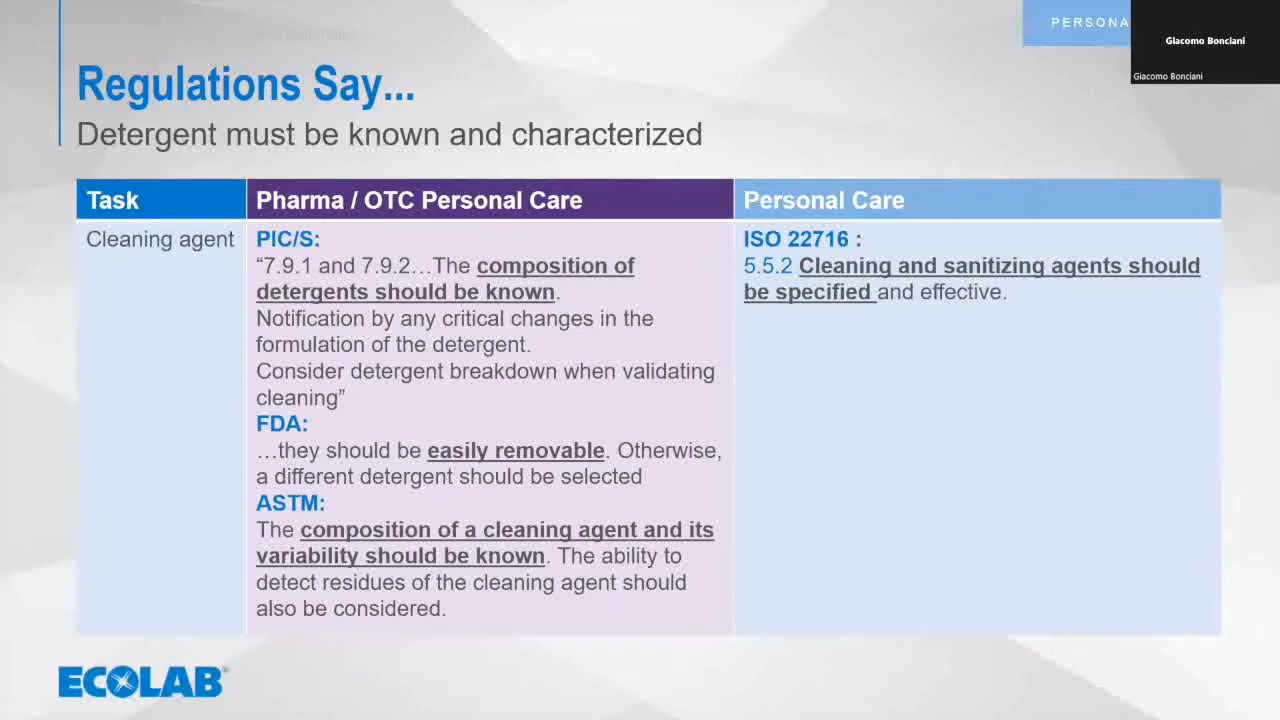 PERSONA
Giacomo Bonciani
Giacomo Bonciani
Regulations Say...
Detergent must be known and characterized
Task
Pharma / OTC Personal Care
Personal Care
Cleaning agent
PIC/S:
“7.9.1 and 7.9.2…The composition of
detergents should be known.
Notification by any critical changes in the
formulation of the detergent.
Consider detergent breakdown when validating
cleaning”
FDA:
…they should be easily removable. Otherwise,
a different detergent should be selected
ASTM:
The composition of a cleaning agent and its
variability should be known. The ability to
detect residues of the cleaning agent should
also be considered.
ISO 22716 :
5.5.2 Cleaning and sanitizing agents should
be specified and effective.
ECOLAB®